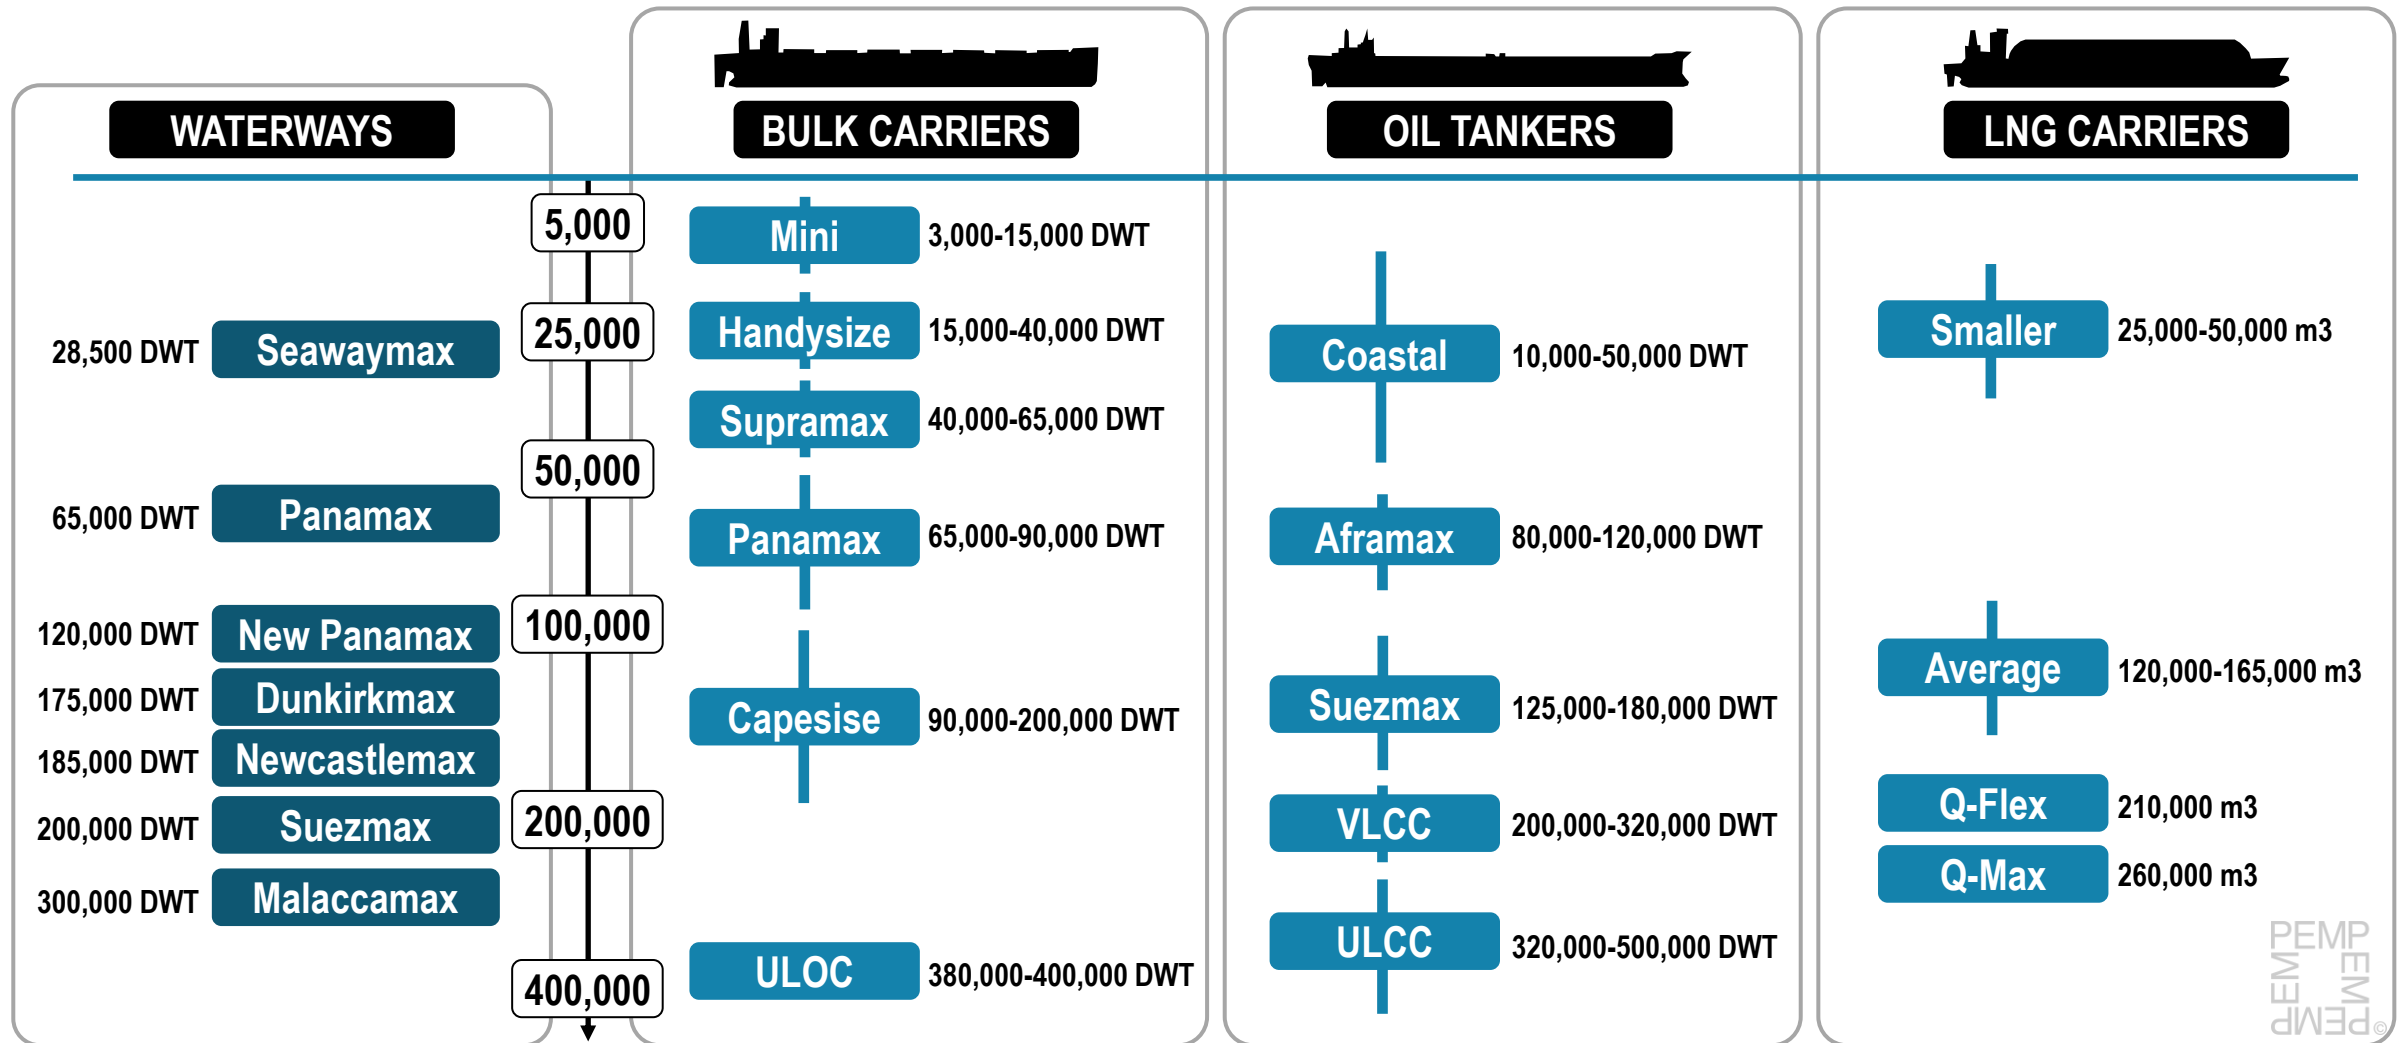 WATERWAYS
28,500 DWT Seawaymax
65,000 DWT Panamax
120,000 DWT New Panamax
175,000 DWT Dunkirkmax
185,000 DWT Newcastlemax
200,000 DWT Suezmax
300,000 DWT Malaccamax
5,000
25,000
50,000
100,000
200,000
400,000
BULK CARRIERS
Mini 3,000-15,000 DWT
Handysize 15,000-40,000 DWT
Supramax 40,000-65,000 DWT
Panamax 65,000-90,000 DWT
Capesise 90,000-200,000 DWT
ULOC 380,000-400,000 DWT
OIL TANKERS
Coastal 10,000-50,000 DWT
Aframax 80,000-120,000 DWT
Suezmax 125,000-180,000 DWT
VLCC 200,000-320,000 DWT
ULCC 320,000-500,000 DWT
LNG CARRIERS
Smaller 25,000-50,000 m3
Average 120,000-165,000 m3
Q-Flex 210,000 m3
Q-Max 260,000 m3
PEMP
PEMP
PEMP
PEMP
©